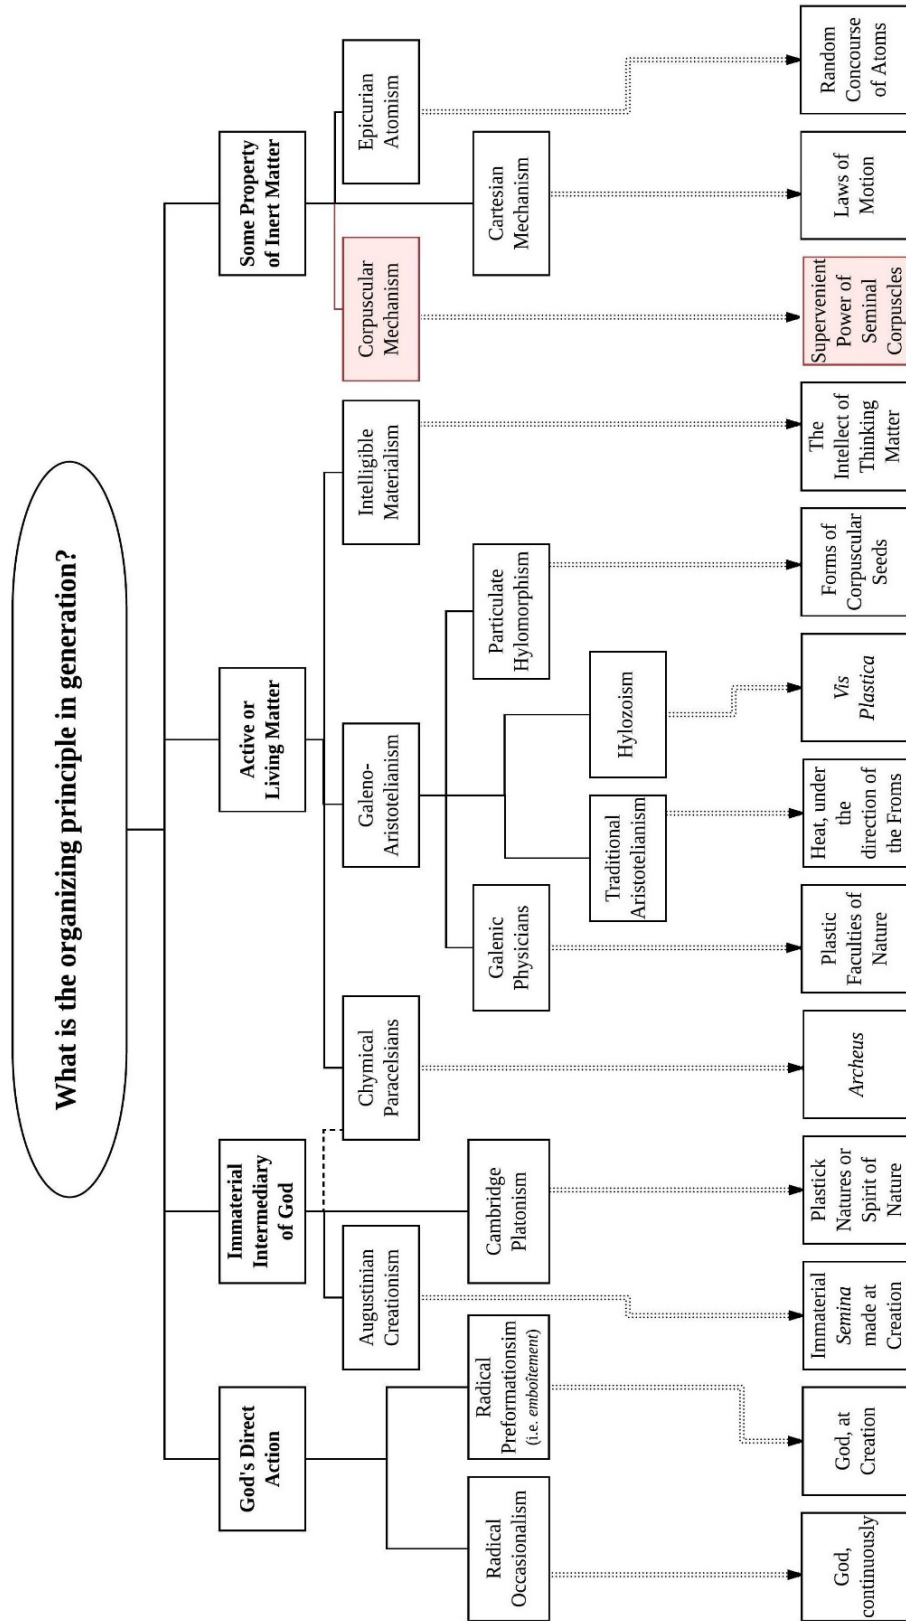 What is the organizing principle in generation?
God's Direct
Action
Immaterial
Intermediary
of God
Active or
Living Matter
Some Property
of Inert Matter
Augustinian
Creationism
Chymical
Paracelsians
Galeno-
Aristotelianism
Intelligible
Materialism
Corpuscular
Mechanism
Epicurian
Atomism
Radical
Occasionalism
Radical
Preformationsim
(i.e. emboîtement)
Cambridge
Platonism
Galenic
Physicians
Particulate
Hylomorphism
Cartesian
Mechanism
Traditional
Aristotelianism
Hylozoism
God,
continuously
God, at
Creation
Immaterial
Semina
made at
Creation
Plastick
Natures or
Spirit of
Nature
Archeus
Plastic
Faculties of
Nature
Heat, under
the
direction of
the Froms
Vis
Plastica
Forms of
Corpuscular
Seeds
The
Intellect of
Thinking
Matter
Supervenient
Power of
Seminal
Corpuscles
Laws of
Motion
Random
Concourse
of Atoms